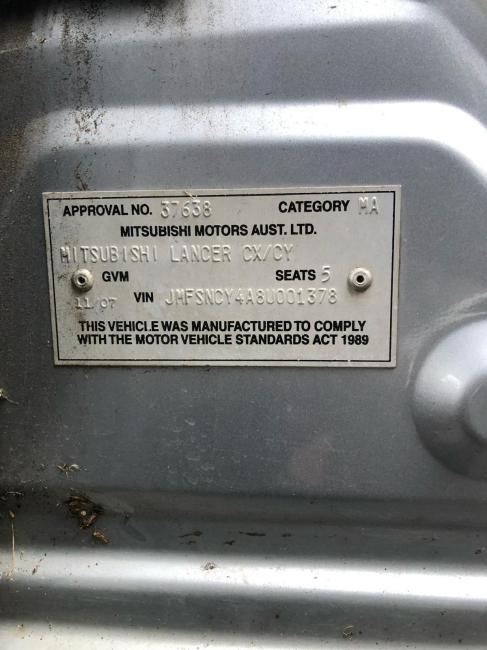 APPROVAL NO. 37638 CATEGORY MA
MITSUBISHI MOTORS AUST. LTD.
MITSUBISHI LANCER CX/CY
GVM SEATS 5
11/07 VIN JMFSNCY4A8U001378
THIS VEHICLE WAS MANUFACTURED TO COMPLY
WITH THE MOTOR VEHICLE STANDARDS ACT 1989